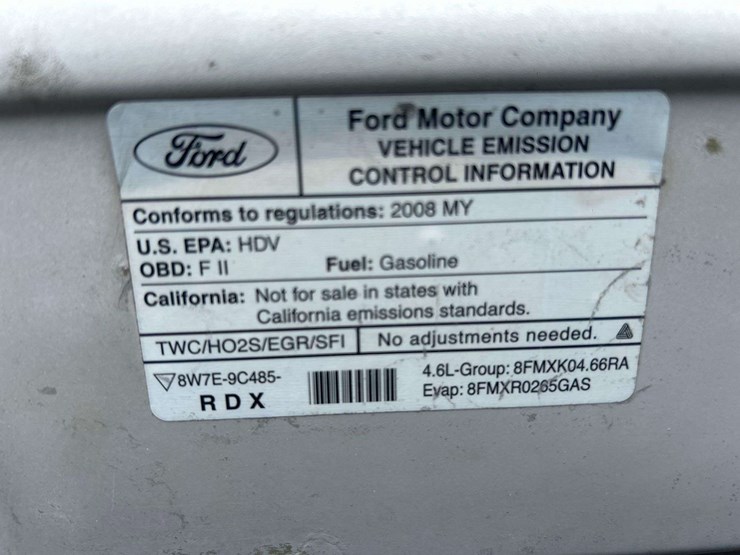 Ford
Ford Motor Company
VEHICLE EMISSION
CONTROL INFORMATION
Conforms to regulations: 2008 MY
U.S. EPA: HDV
OBD: F II Fuel: Gasoline
California: Not for sale in states with
California emissions standards.
TWC/HO2S/EGR/SFI No adjustments needed.
8W7E-9C485-
RDX
4.6L-Group: 8FMXK04.66RA
Evap: 8FMXR0265GAS